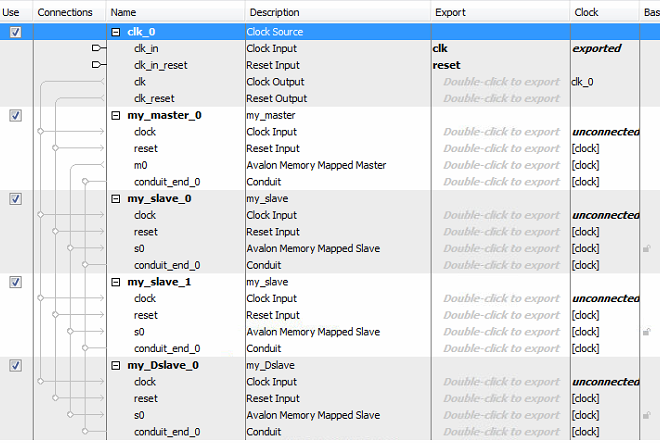 Use Connections Name Description Export Clock Bas
clk_0 Clock Source
clk_in Clock Input clk exported
clk_in_reset Reset Input reset
clk Clock Output Double-click to export clk_0
clk_reset Reset Output Double-click to export
my_master_0 my_master
clock Clock Input Double-click to export unconnected
reset Reset Input Double-click to export [clock]
m0 Avalon Memory Mapped Master Double-click to export [clock]
conduit_end_0 Conduit Double-click to export [clock]
my_slave_0 my_slave
clock Clock Input Double-click to export unconnected
reset Reset Input Double-click to export [clock]
s0 Avalon Memory Mapped Slave Double-click to export [clock]
conduit_end_0 Conduit Double-click to export [clock]
my_slave_1 my_slave
clock Clock Input Double-click to export unconnected
reset Reset Input Double-click to export [clock]
s0 Avalon Memory Mapped Slave Double-click to export [clock]
conduit_end_0 Conduit Double-click to export [clock]
my_Dslave_0 my_Dslave
clock Clock Input Double-click to export unconnected
reset Reset Input Double-click to export [clock]
s0 Avalon Memory Mapped Slave Double-click to export [clock]
conduit_end_0 Conduit Double-click to export [clock]